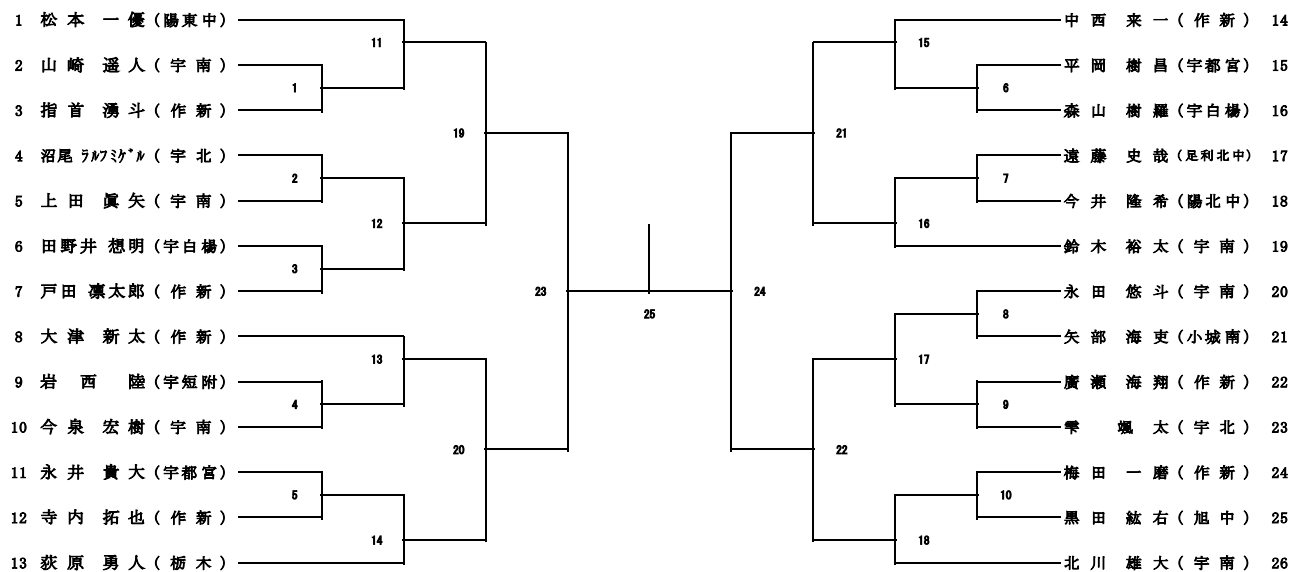 1 松本 一優 (陽東中)
2 山崎 遥人 (宇南)
3 指首 湧斗 (作新)
4 沼尾 ﾗﾙﾌﾐｹﾞﾙ (宇北)
5 上田 眞矢 (宇南)
6 田野井 想明 (宇白楊)
7 戸田 凛太郎 (作新)
8 大津 新太 (作新)
9 岩西 陸 (宇短附)
10 今泉 宏樹 (宇南)
11 永井 貴大 (宇都宮)
12 寺内 拓也 (作新)
13 荻原 勇人 (栃木)
11
1
19
2
12
3
23
13
4
20
5
14
25
15
6
21
7
16
24
8
17
9
22
10
18
中西 来一 (作新) 14
平岡 樹昌 (宇都宮) 15
森山 樹羅 (宇白楊) 16
遠藤 史哉 (足利北中) 17
今井 隆希 (陽北中) 18
鈴木 裕太 (宇南) 19
永田 悠斗 (宇南) 20
矢部 海吏 (小城南) 21
廣瀬 海翔 (作新) 22
雫 颯太 (宇北) 23
梅田 一磨 (作新) 24
黒田 紘右 (旭中) 25
北川 雄大 (宇南) 26